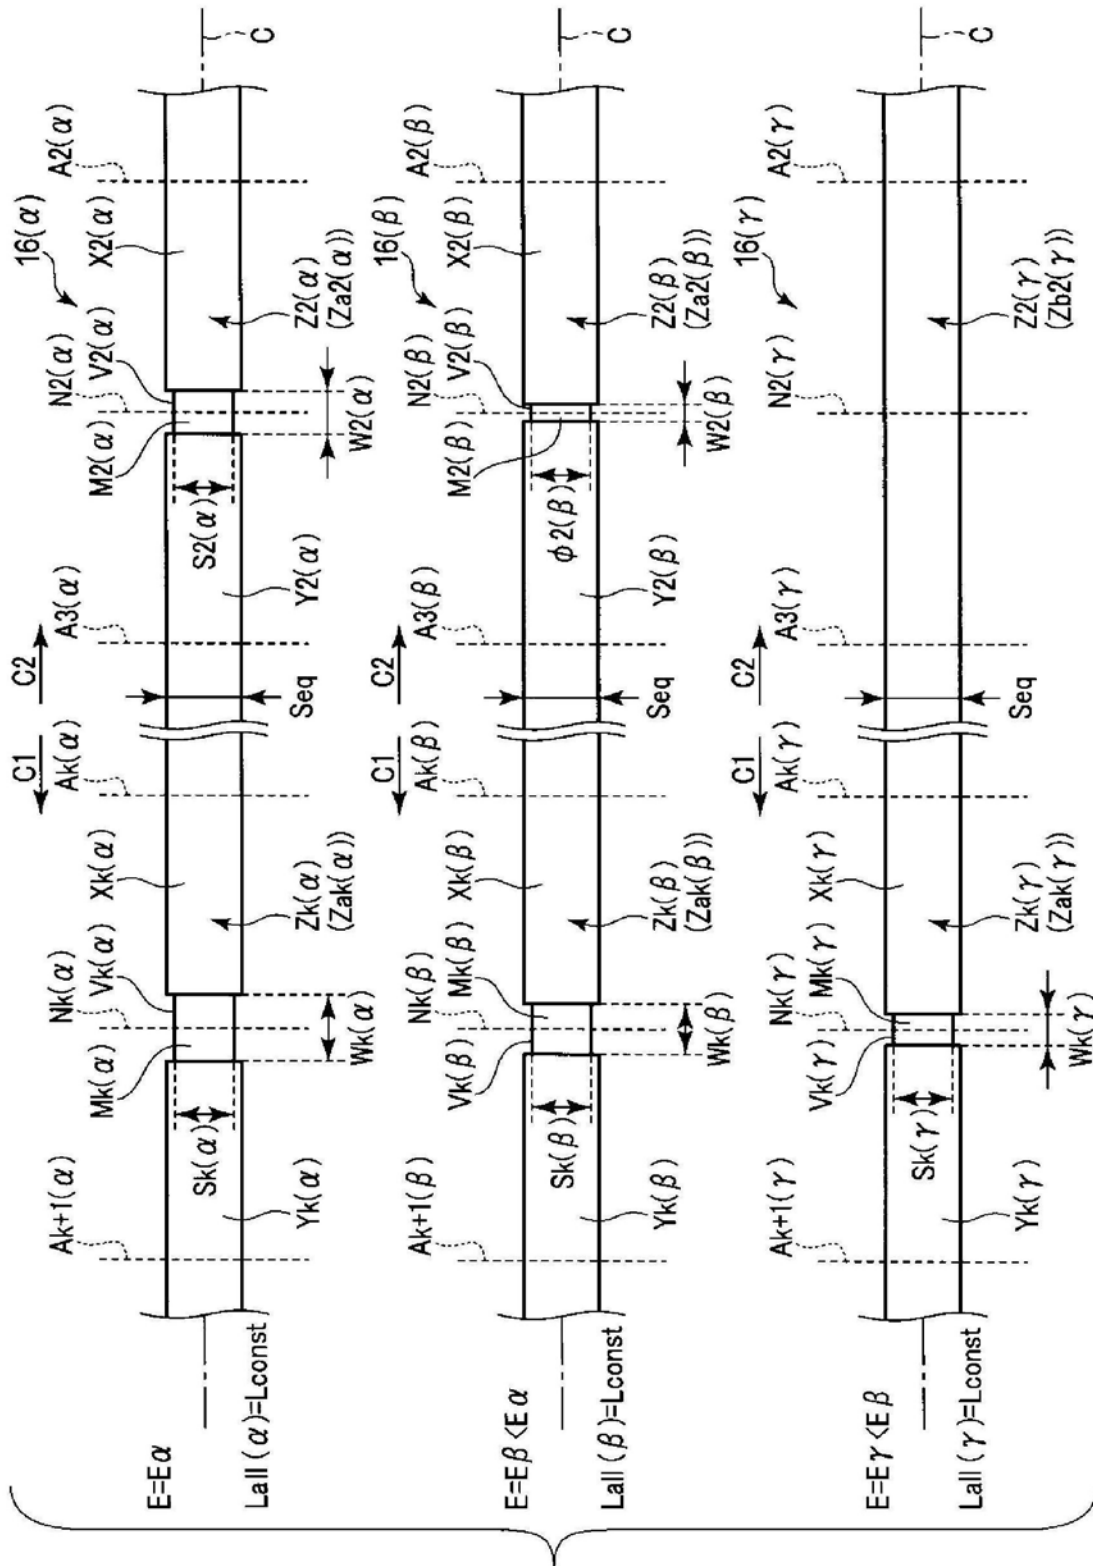 E=Eα
Lall(α)=Lconst
Ak+1(α)
Mk(α)
Nk(α)
Vk(α)
Xk(α)
Ak(α)
C1
C2
A3(α)
M2(α)
N2(α)
V2(α)
16(α)
X2(α)
A2(α)
C
Sk(α)
Yk(α)
Wk(α)
Zk(α)
(Zak(α))
Seq
Y2(α)
S2(α)
W2(α)
Z2(α)
(Za2(α))
E=Eβ<Eα
Lall(β)=Lconst
Ak+1(β)
Vk(β)
Nk(β)
Mk(β)
Xk(β)
Ak(β)
C1
C2
A3(β)
M2(β)
N2(β)
V2(β)
16(β)
X2(β)
A2(β)
C
Sk(β)
Yk(β)
Wk(β)
Zk(β)
(Zak(β))
Seq
Y2(β)
φ2(β)
W2(β)
Z2(β)
(Za2(β))
E=Eγ<Eβ
Lall(γ)=Lconst
Ak+1(γ)
Vk(γ)
Nk(γ)
Mk(γ)
Xk(γ)
Ak(γ)
C1
C2
A3(γ)
N2(γ)
16(γ)
A2(γ)
C
Sk(γ)
Yk(γ)
Wk(γ)
Zk(γ)
(Zak(γ))
Seq
Z2(γ)
(Zb2(γ))